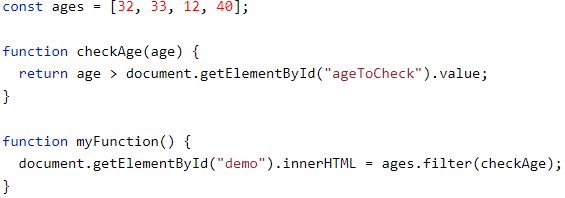 const ages = [32, 33, 12, 40];
function checkAge(age) {
  return age > document.getElementById("ageToCheck").value;
}
function myFunction() {
  document.getElementById("demo").innerHTML = ages.filter(checkAge);
}